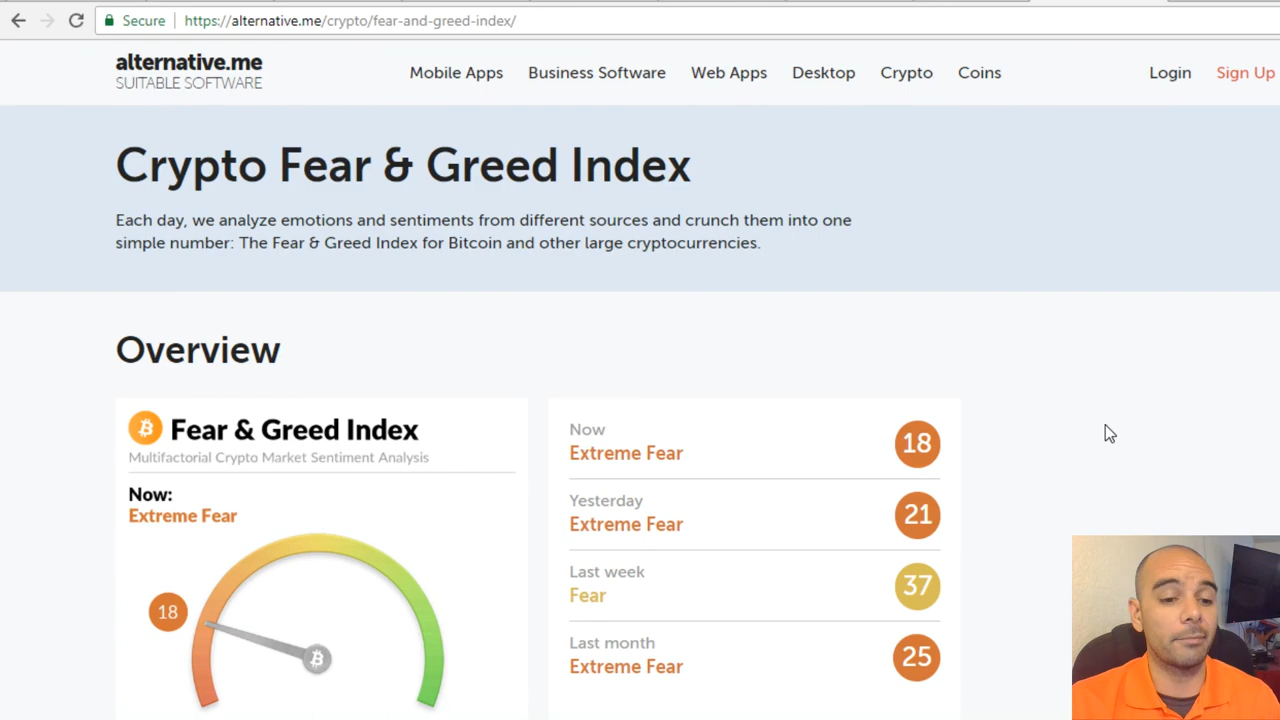 Secure https://alternative.me/crypto/fear-and-greed-index/
alternative.me
SUITABLE SOFTWARE
Mobile Apps Business Software Web Apps Desktop Crypto Coins Login Sign Up
Crypto Fear & Greed Index
Each day, we analyze emotions and sentiments from different sources and crunch them into one
simple number: The Fear & Greed Index for Bitcoin and other large cryptocurrencies.
Overview
Fear & Greed Index
Multifactorial Crypto Market Sentiment Analysis
Now:
Extreme Fear
18
Now
Extreme Fear 18
Yesterday
Extreme Fear 21
Last week
Fear 37
Last month
Extreme Fear 25